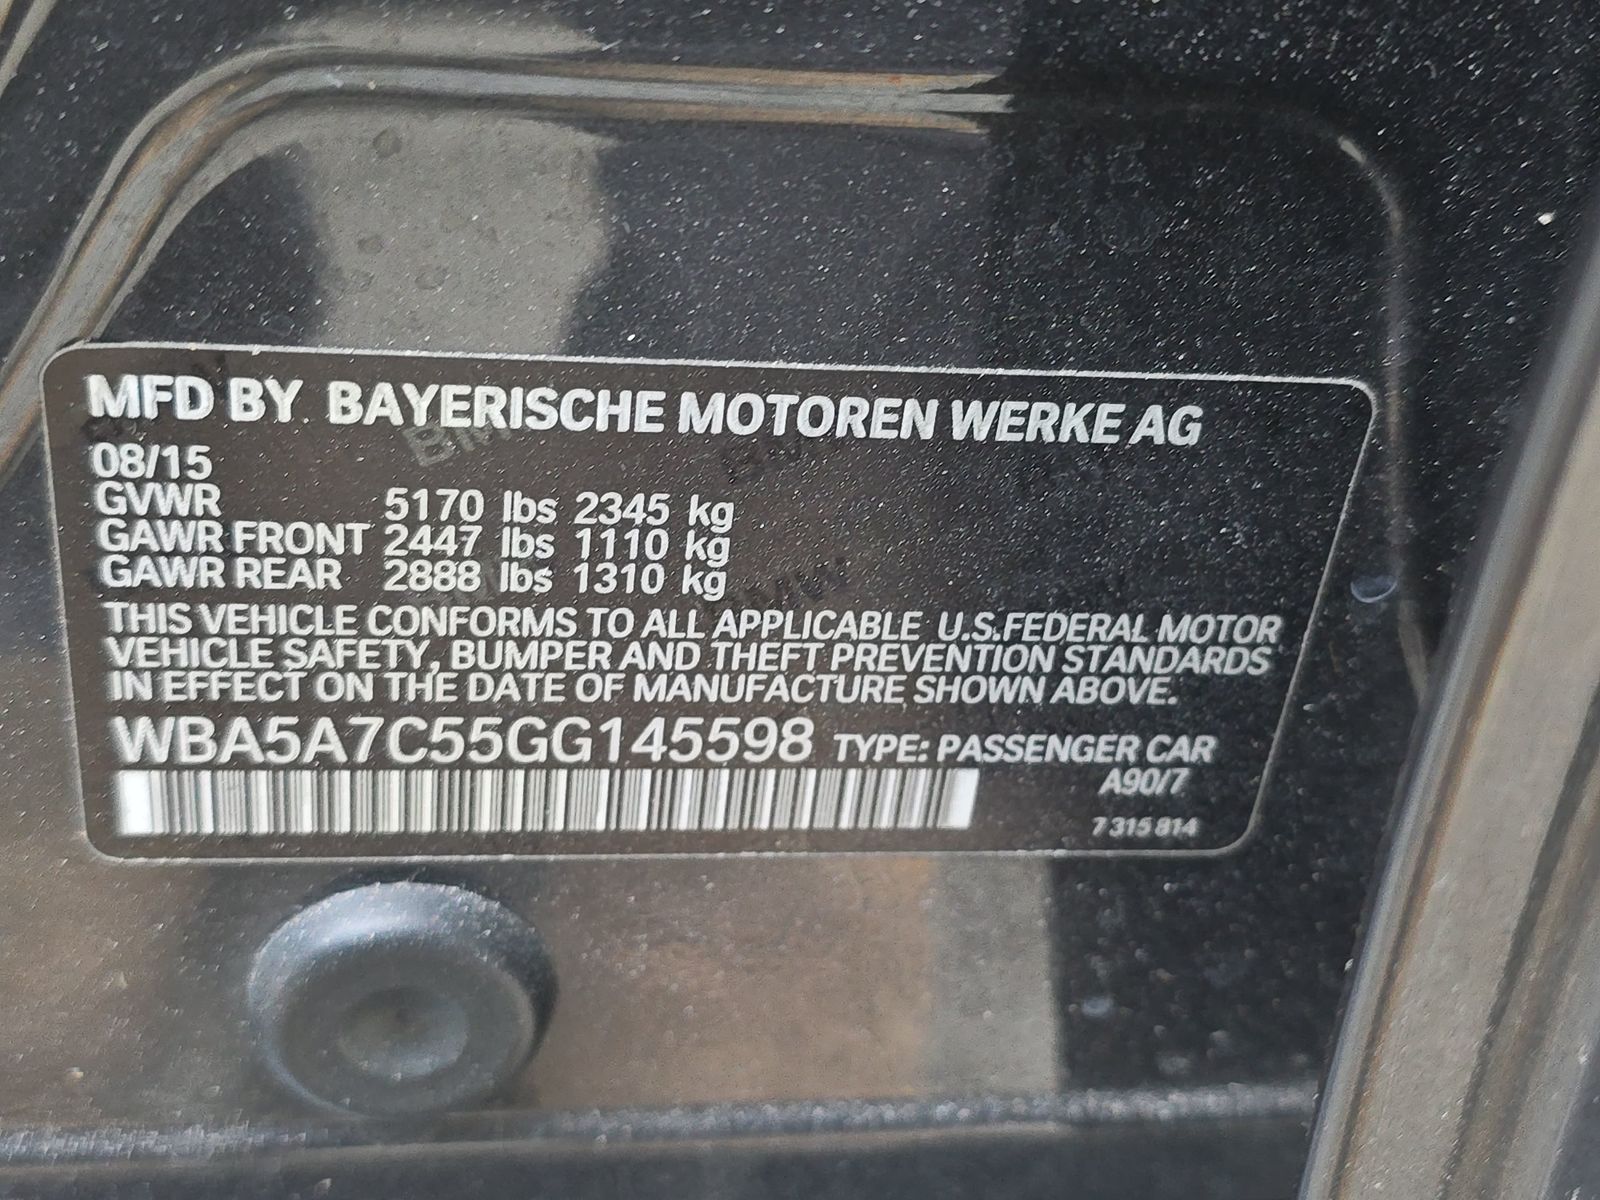 MFD BY BAYERISCHE MOTOREN WERKE AG
08/15
GVWR 5170 lbs 2345 kg
GAWR FRONT 2447 lbs 1110 kg
GAWR REAR 2888 lbs 1310 kg
THIS VEHICLE CONFORMS TO ALL APPLICABLE U.S.FEDERAL MOTOR
VEHICLE SAFETY, BUMPER AND THEFT PREVENTION STANDARDS
IN EFFECT ON THE DATE OF MANUFACTURE SHOWN ABOVE.
WBA5A7C55GG145598 TYPE: PASSENGER CAR
A90/7
7 315 814